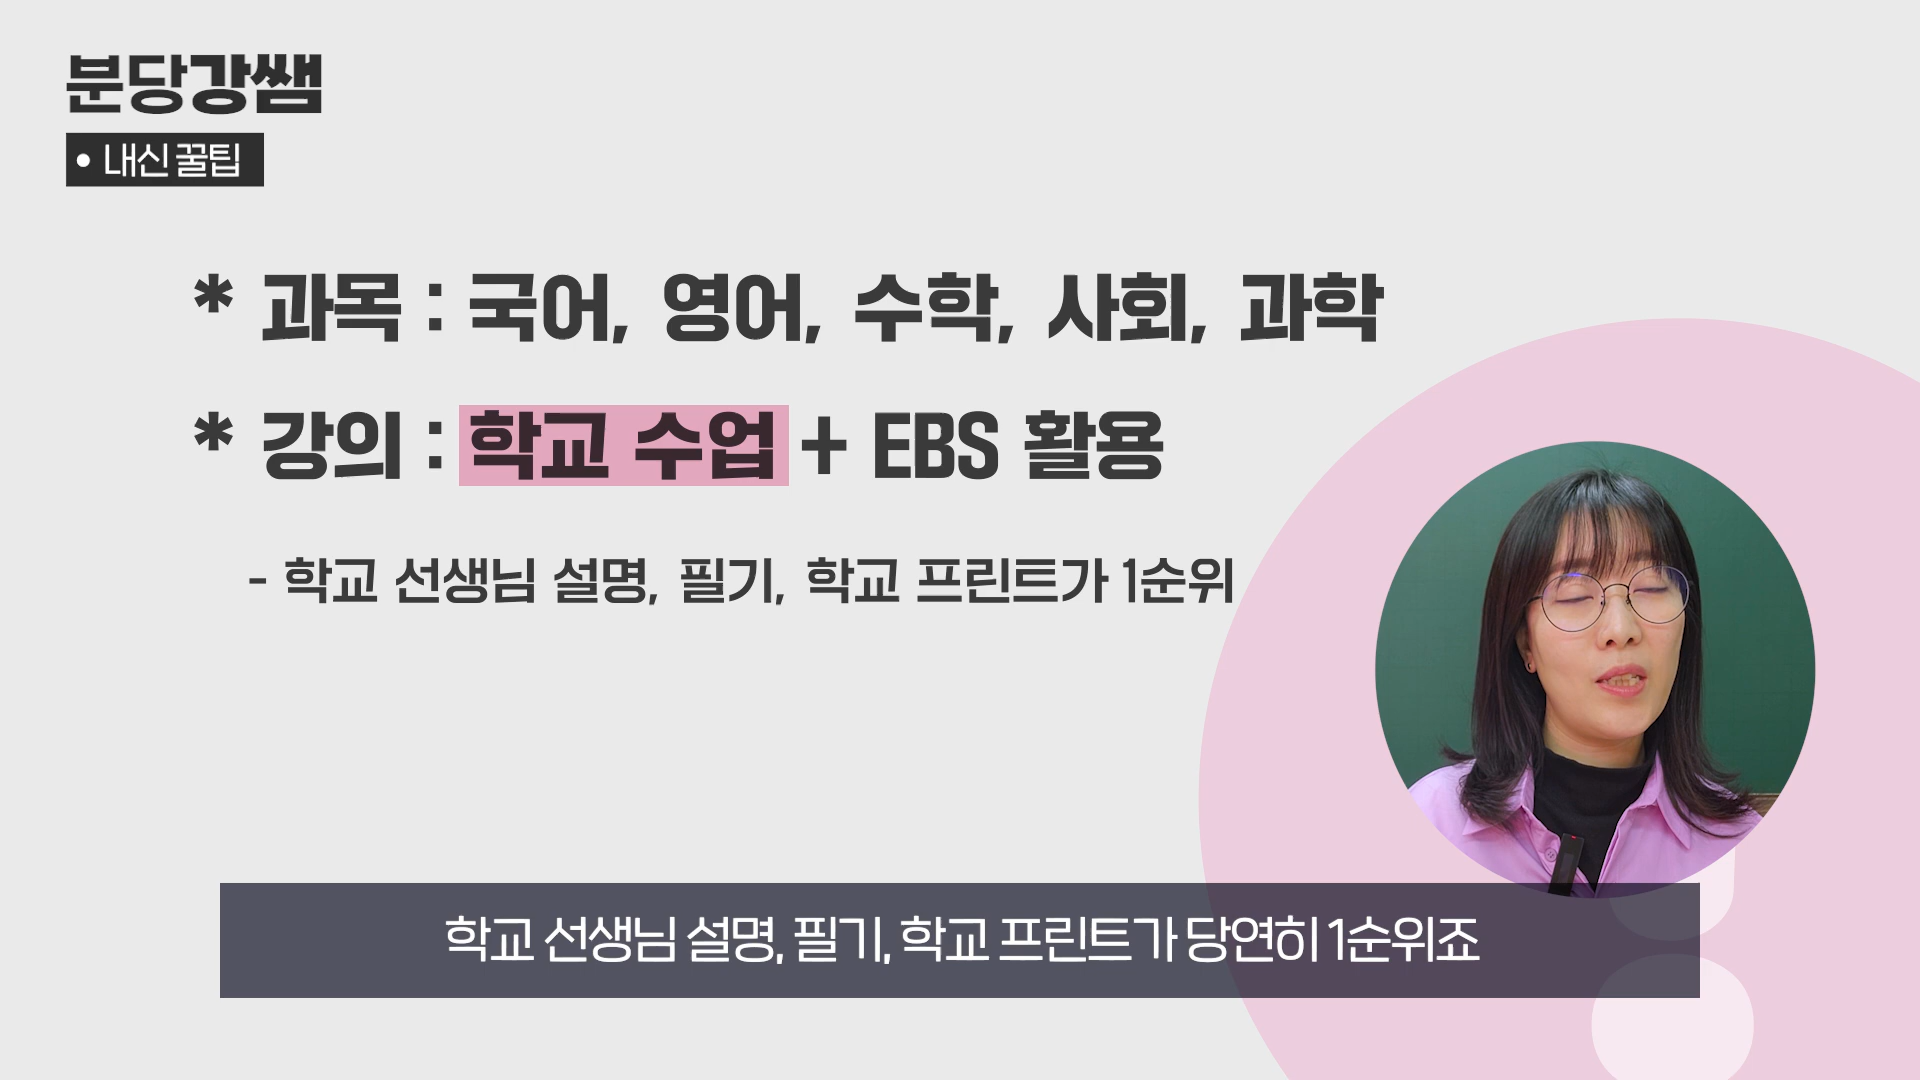 분당강쌤
• 내신 꿀팁
* 과목 : 국어, 영어, 수학, 사회, 과학
* 강의 : 학교 수업 + EBS 활용
- 학교 선생님 설명, 필기, 학교 프린트가 1순위
학교 선생님 설명, 필기, 학교 프린트가 당연히 1순위죠